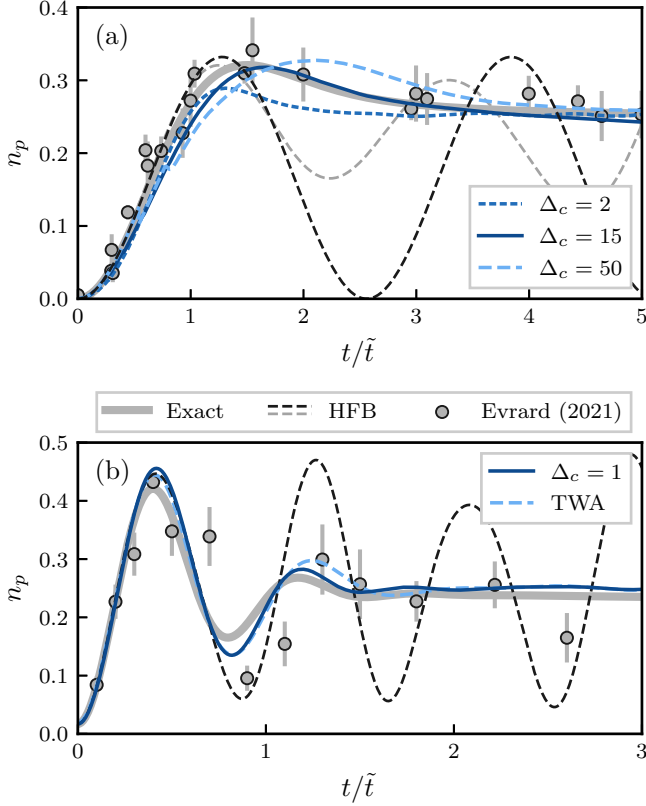 0.4
(a)
0.3
0.2
n_p
0.1
0.0
Δ_c = 2
Δ_c = 15
Δ_c = 50
0 1 2 3 4 5
t/t̃
Exact HFB Evrard (2021)
0.5
(b)
0.4
0.3
n_p
0.2
0.1
0.0
Δ_c = 1
TWA
0 1 2 3
t/t̃